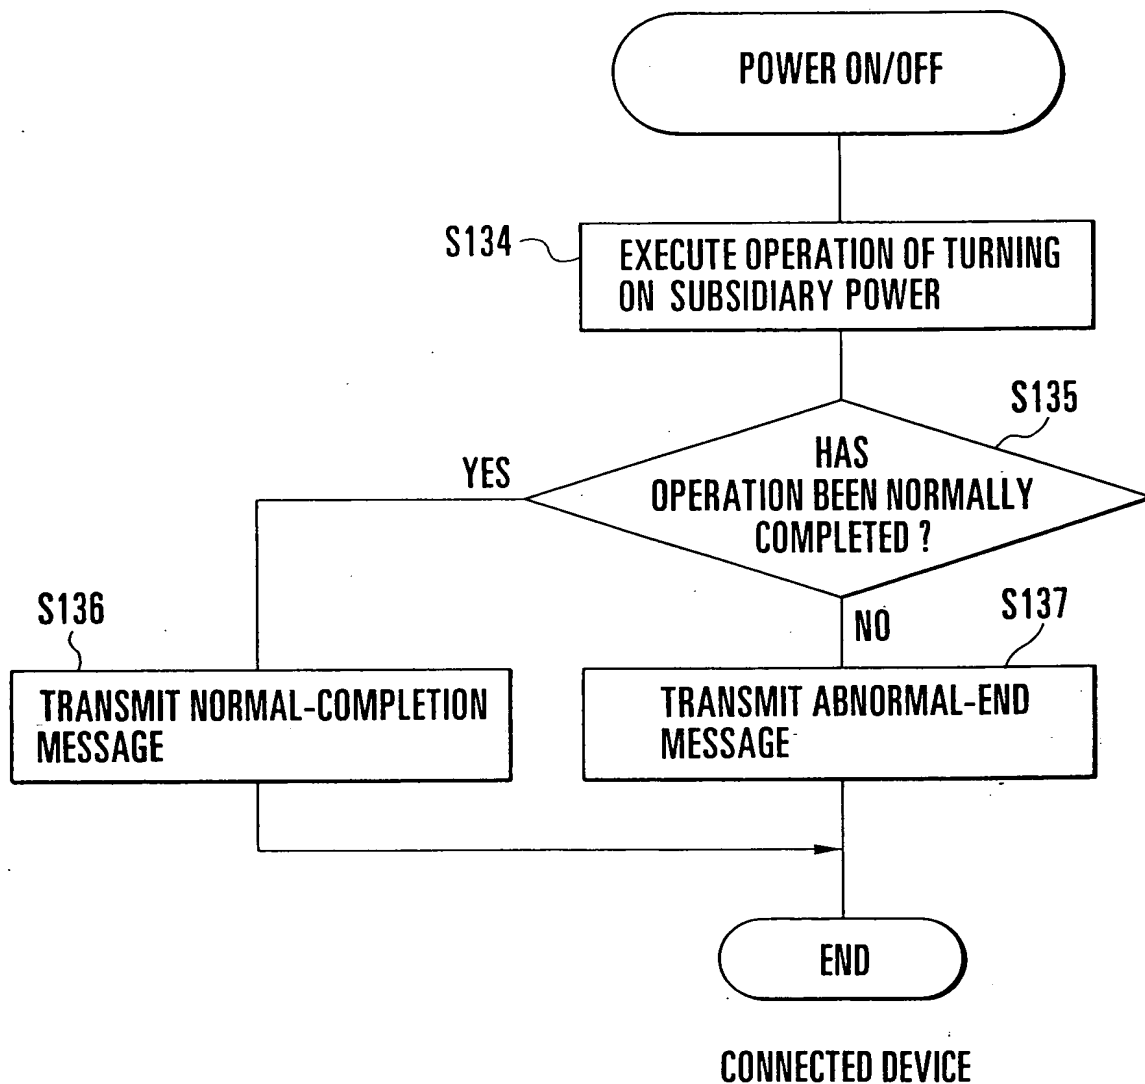 POWER ON/OFF
S134
EXECUTE OPERATION OF TURNING
ON SUBSIDIARY POWER
S135
HAS
OPERATION BEEN NORMALLY
COMPLETED ?
YES
NO
S136
TRANSMIT NORMAL-COMPLETION
MESSAGE
S137
TRANSMIT ABNORMAL-END
MESSAGE
END
CONNECTED DEVICE